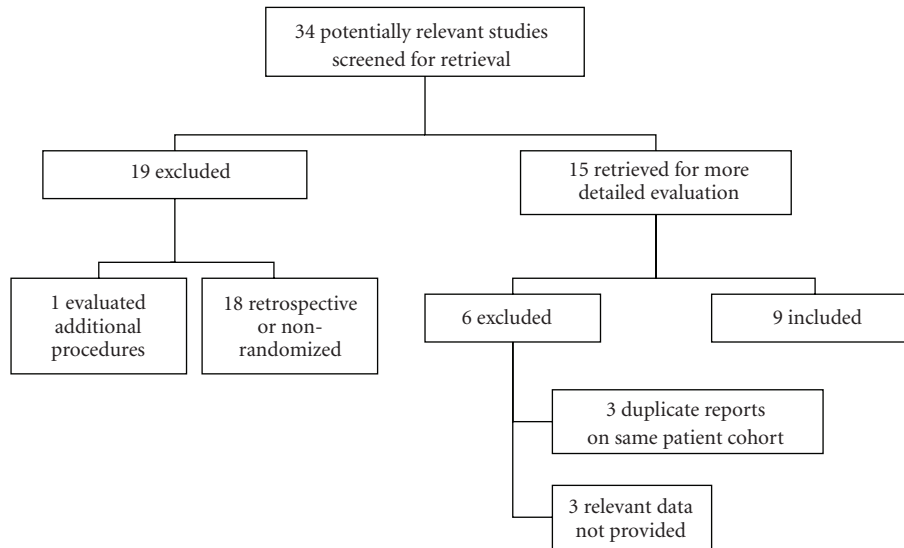 34 potentially relevant studies
screened for retrieval
19 excluded
15 retrieved for more
detailed evaluation
1 evaluated
additional
procedures
18 retrospective
or non-
randomized
6 excluded
9 included
3 duplicate reports
on same patient cohort
3 relevant data
not provided